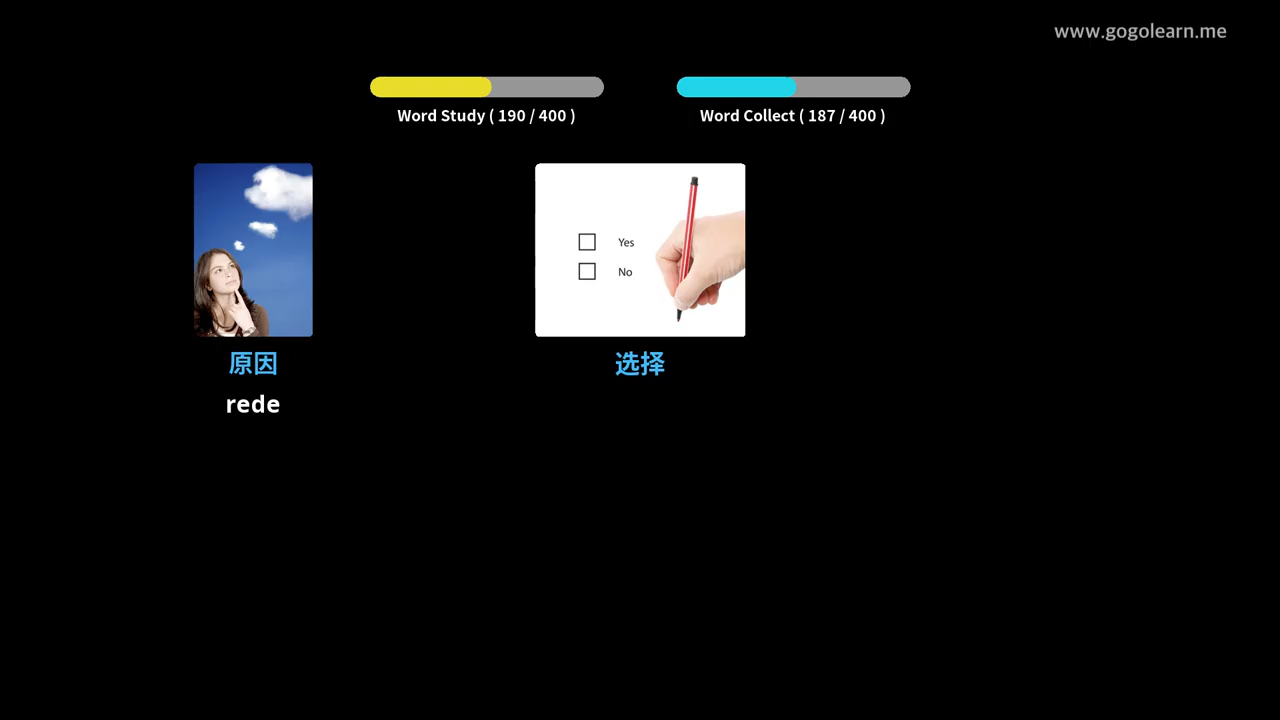 www.gogolearn.me
Word Study ( 190 / 400 )
Word Collect ( 187 / 400 )
Yes
No
原因
选择
rede